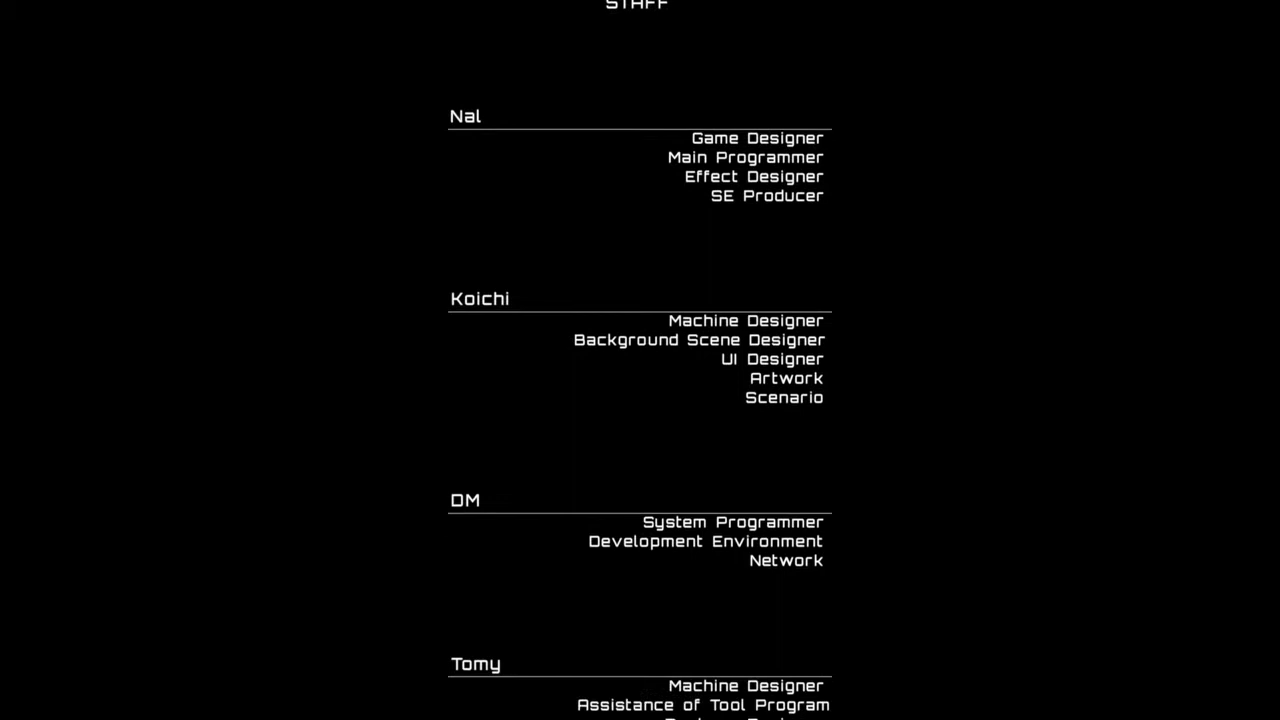 STAFF
Nal
Game Designer
Main Programmer
Effect Designer
SE Producer
Koichi
Machine Designer
Background Scene Designer
UI Designer
Artwork
Scenario
DM
System Programmer
Development Environment
Network
Tomy
Machine Designer
Assistance of Tool Program